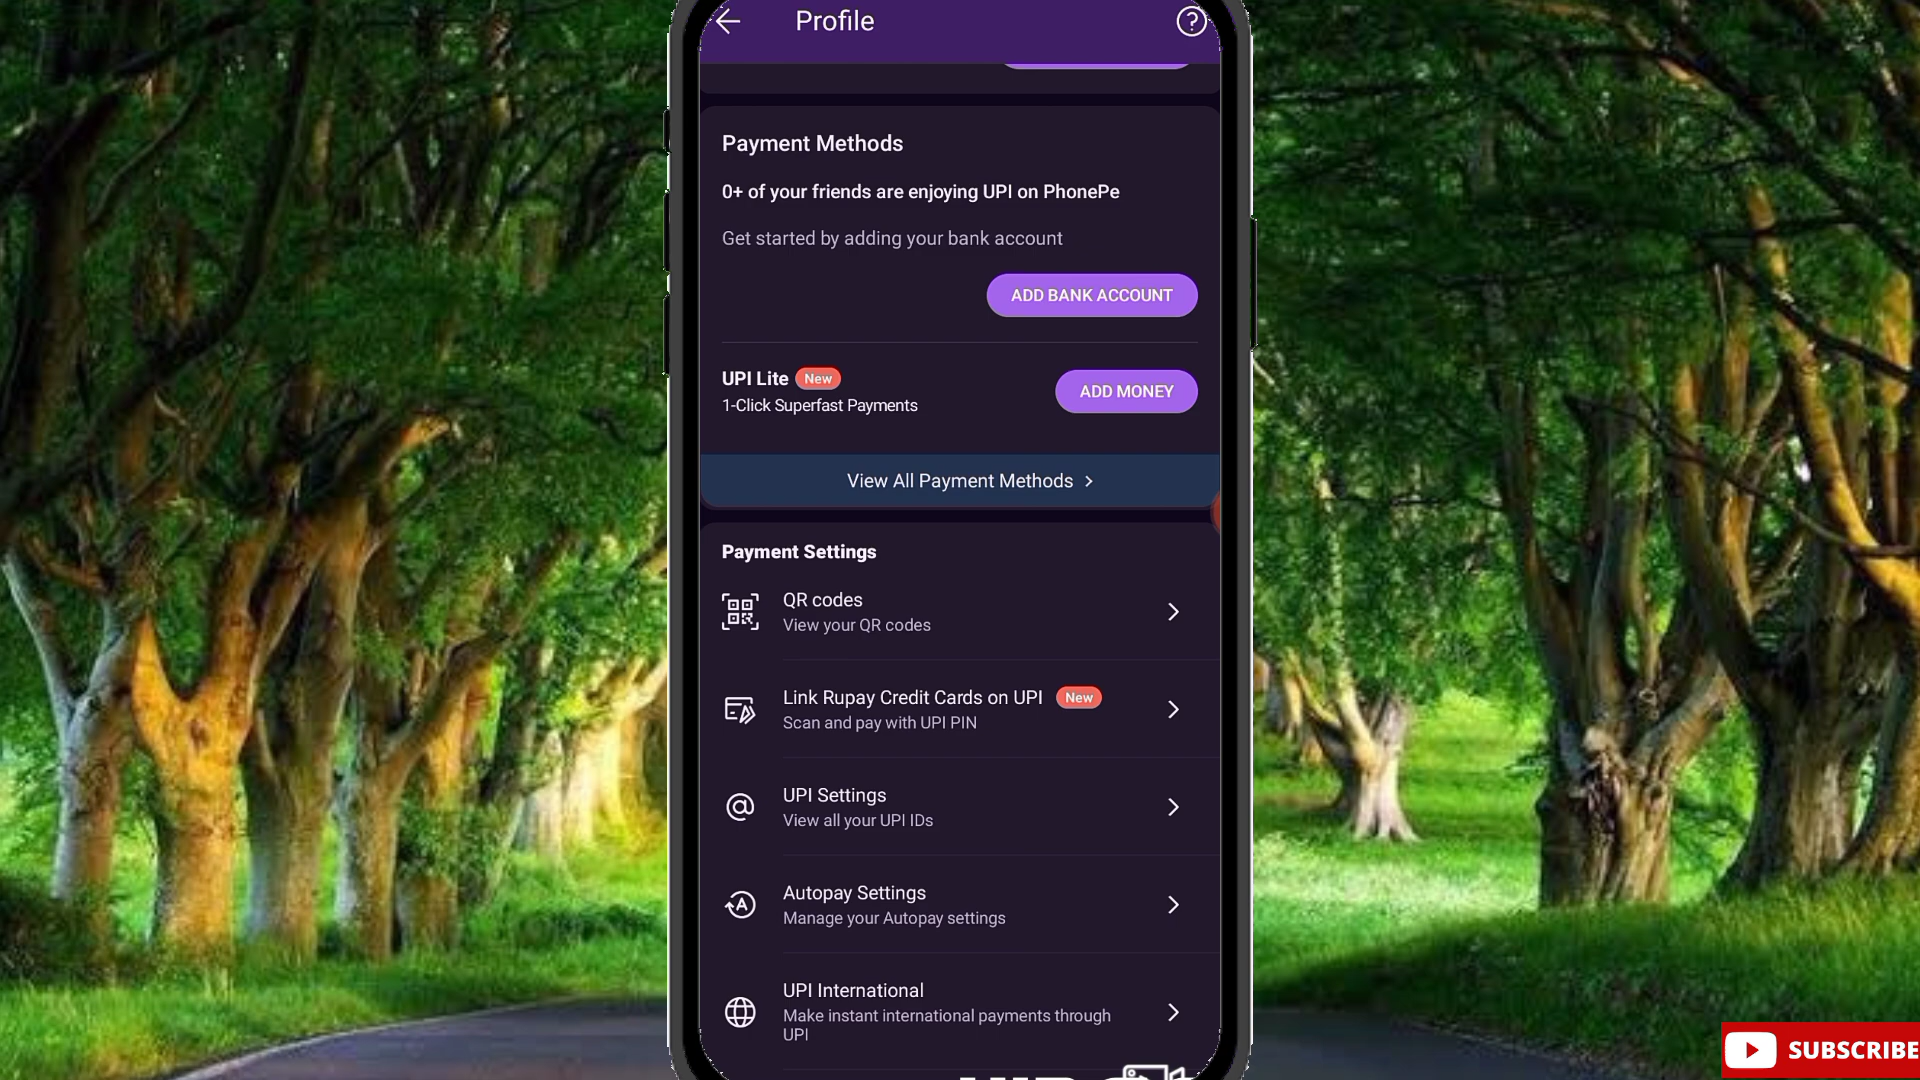 Profile
Payment Methods
0+ of your friends are enjoying UPI on PhonePe
Get started by adding your bank account
ADD BANK ACCOUNT
UPI Lite New
1-Click Superfast Payments
ADD MONEY
View All Payment Methods
Payment Settings
QR codes
View your QR codes
Link Rupay Credit Cards on UPI New
Scan and pay with UPI PIN
UPI Settings
View all your UPI IDs
Autopay Settings
Manage your Autopay settings
UPI International
Make instant international payments through
UPI
SUBSCRIBE